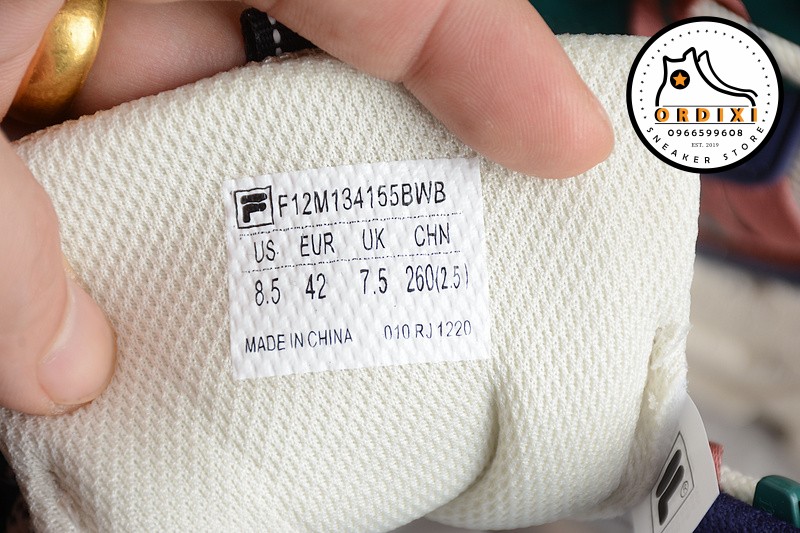 F12M134155BWB
US EUR UK CHN
8.5 42 7.5 260(2.5)
MADE IN CHINA 010 RJ 1220
ORDIXI
0966599608
EST. 2019
SNEAKER STORE